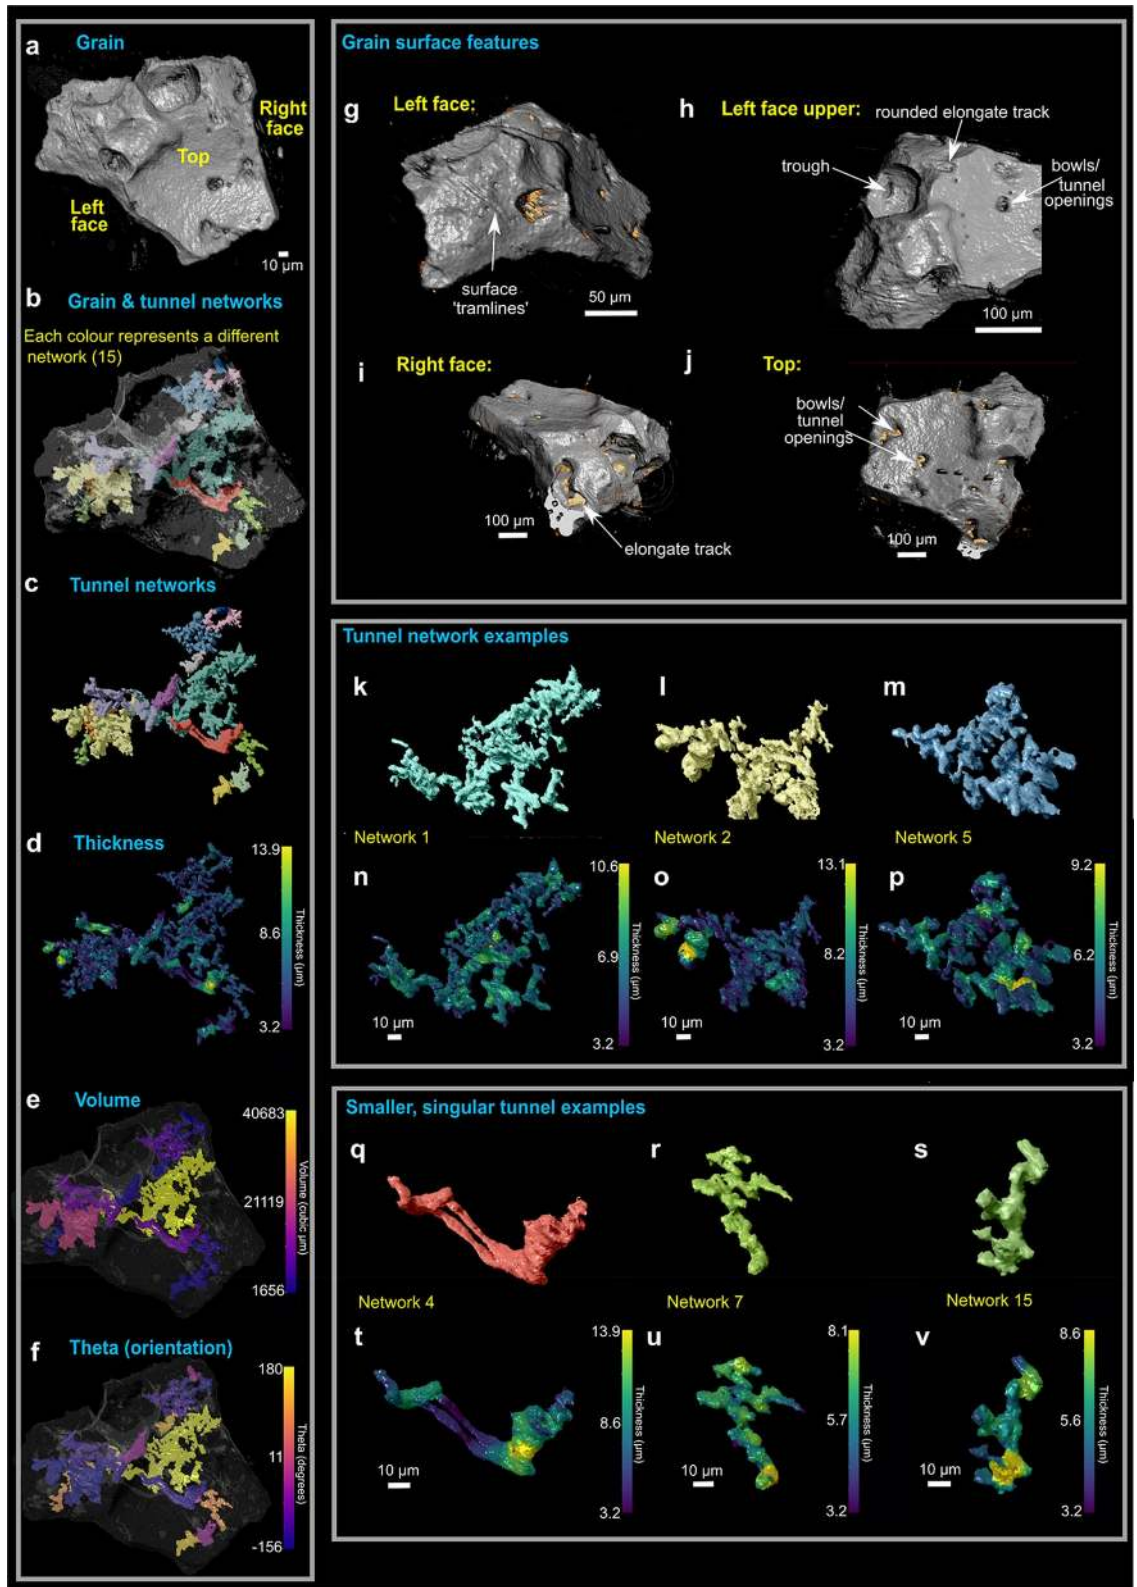 a Grain
Right
face
Top
Left
face
10 µm
b Grain & tunnel networks
Each colour represents a different
network (15)
c Tunnel networks
d Thickness
13.9
8.6
3.2
Thickness (µm)
e Volume
40683
21119
1656
Volume (cubic µm)
f Theta (orientation)
180
11
-156
Theta (degrees)
Grain surface features
g Left face:
surface
'tramlines'
50 µm
h Left face upper:
rounded elongate track
trough
bowls/
tunnel
openings
100 µm
i Right face:
100 µm
elongate track
j Top:
bowls/
tunnel
openings
100 µm
Tunnel network examples
k l m
Network 1 Network 2 Network 5
n
10.6
6.9
3.2
Thickness (µm)
10 µm
o
13.1
8.2
3.2
Thickness (µm)
10 µm
p
9.2
6.2
3.2
Thickness (µm)
10 µm
Smaller, singular tunnel examples
q r s
Network 4 Network 7 Network 15
t
13.9
8.6
3.2
Thickness (µm)
10 µm
u
8.1
5.7
3.2
Thickness (µm)
10 µm
v
8.6
5.6
3.2
Thickness (µm)
10 µm